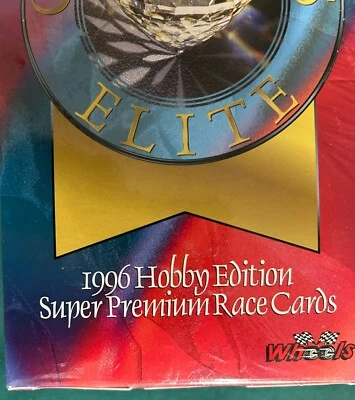 ELITE
1996 Hobby Edition
Super Premium Race Cards
Wheels